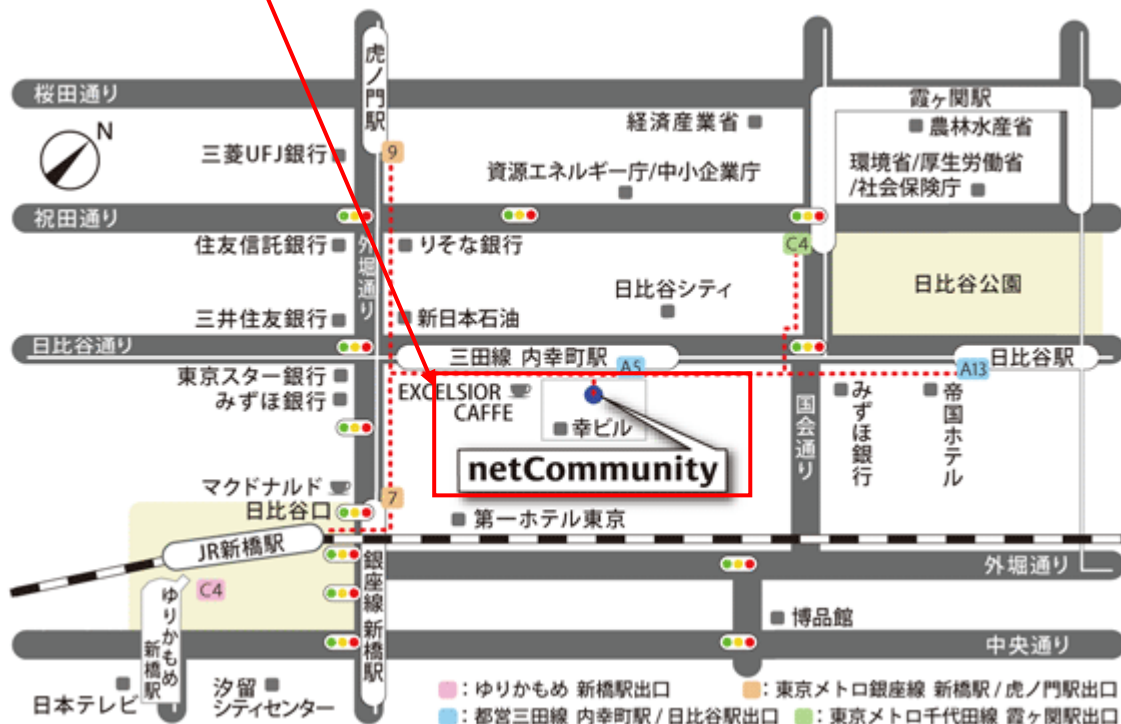 虎ノ門駅
桜田通り
霞ヶ関駅
N
経済産業省
農林水産省
三菱UFJ銀行
9
資源エネルギー庁/中小企業庁
環境省/厚生労働省
/社会保険庁
祝田通り
住友信託銀行
外堀通り
りそな銀行
C4
日比谷シティ
日比谷公園
三井住友銀行
新日本石油
日比谷通り
三田線 内幸町駅
A5
日比谷駅
A13
東京スター銀行
みずほ銀行
EXCELSIOR
CAFFE
幸ビル
国会通り
みずほ銀行
帝国ホテル
netCommunity
マクドナルド
日比谷口
7
第一ホテル東京
JR新橋駅
銀座線 新橋駅
外堀通り
C4
ゆりかもめ
新橋駅
博品館
中央通り
日本テレビ
汐留
シティセンター
：ゆりかもめ 新橋駅出口
：東京メトロ銀座線 新橋駅/虎ノ門駅出口
：都営三田線 内幸町駅/日比谷駅出口
：東京メトロ千代田線 霞ヶ関駅出口